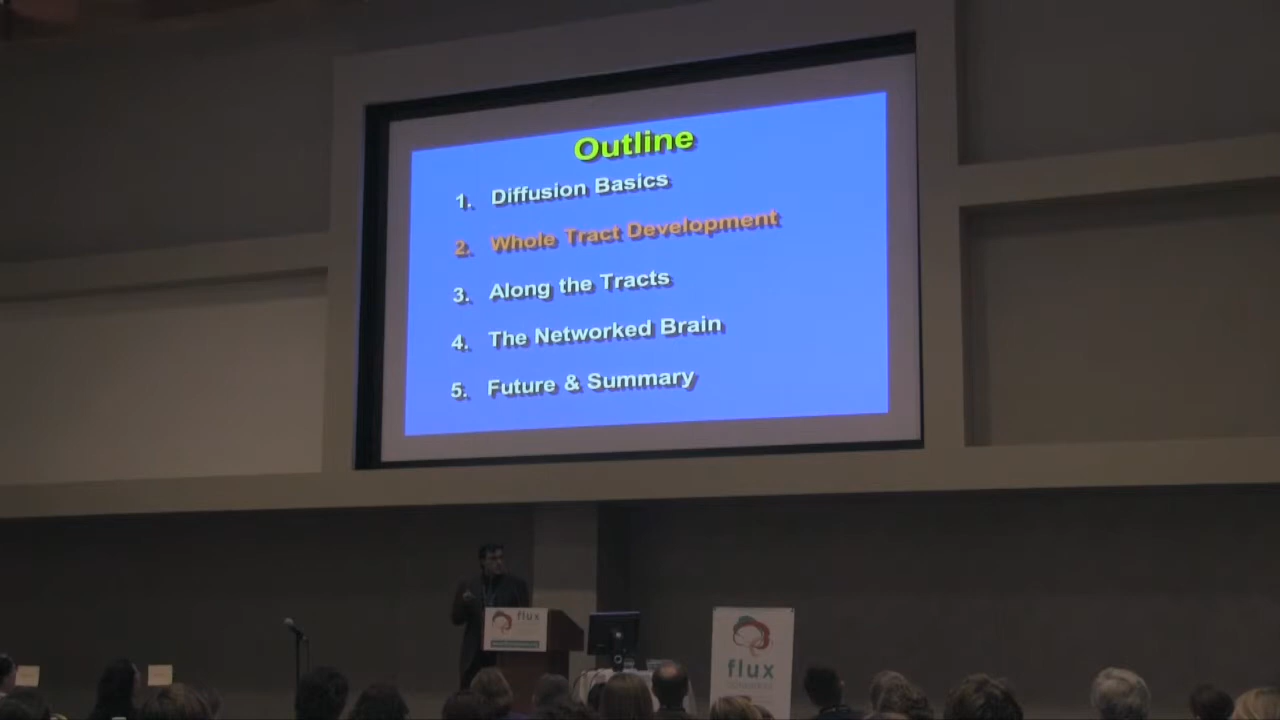 Outline
1. Diffusion Basics
2. Whole Tract Development
3. Along the Tracts
4. The Networked Brain
5. Future & Summary
flux
flux